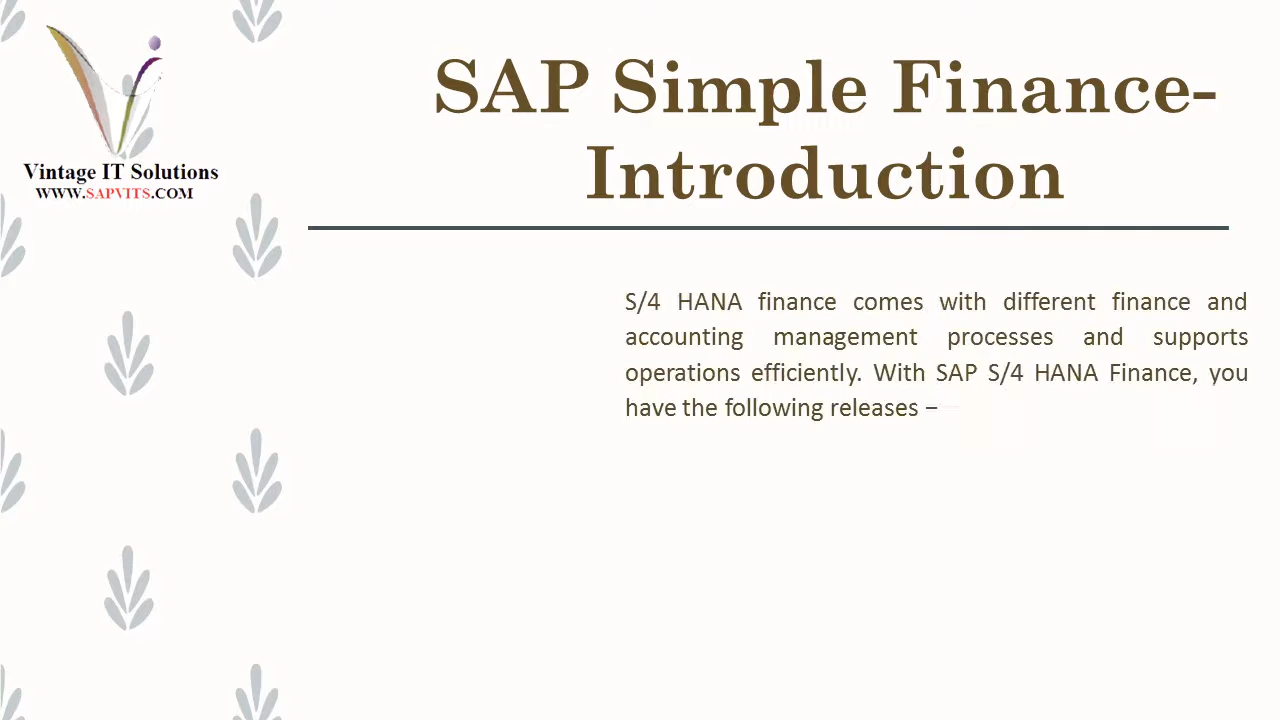 Vintage IT Solutions
WWW.SAPVITS.COM
SAP Simple Finance-
Introduction
S/4 HANA finance comes with different finance and
accounting management processes and supports
operations efficiently. With SAP S/4 HANA Finance, you
have the following releases −